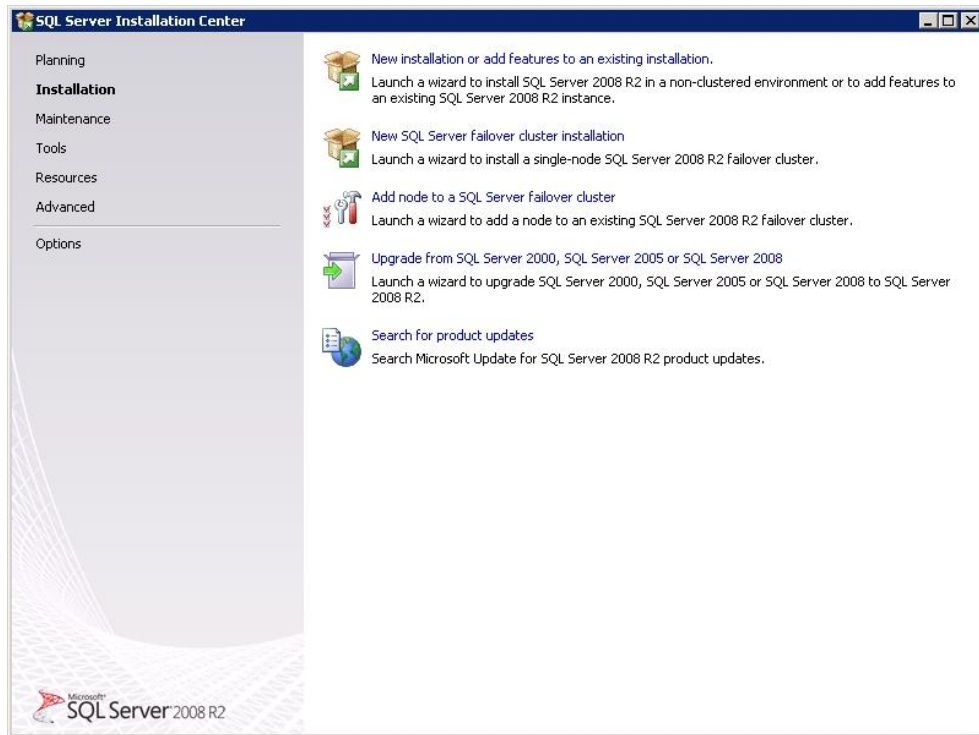 SQL Server Installation Center
Planning
Installation
Maintenance
Tools
Resources
Advanced
Options
New installation or add features to an existing installation.
Launch a wizard to install SQL Server 2008 R2 in a non-clustered environment or to add features to
an existing SQL Server 2008 R2 instance.
New SQL Server failover cluster installation
Launch a wizard to install a single-node SQL Server 2008 R2 failover cluster.
Add node to a SQL Server failover cluster
Launch a wizard to add a node to an existing SQL Server 2008 R2 failover cluster.
Upgrade from SQL Server 2000, SQL Server 2005 or SQL Server 2008
Launch a wizard to upgrade SQL Server 2000, SQL Server 2005 or SQL Server 2008 to SQL Server
2008 R2.
Search for product updates
Search Microsoft Update for SQL Server 2008 R2 product updates.
Microsoft
SQL Server 2008 R2